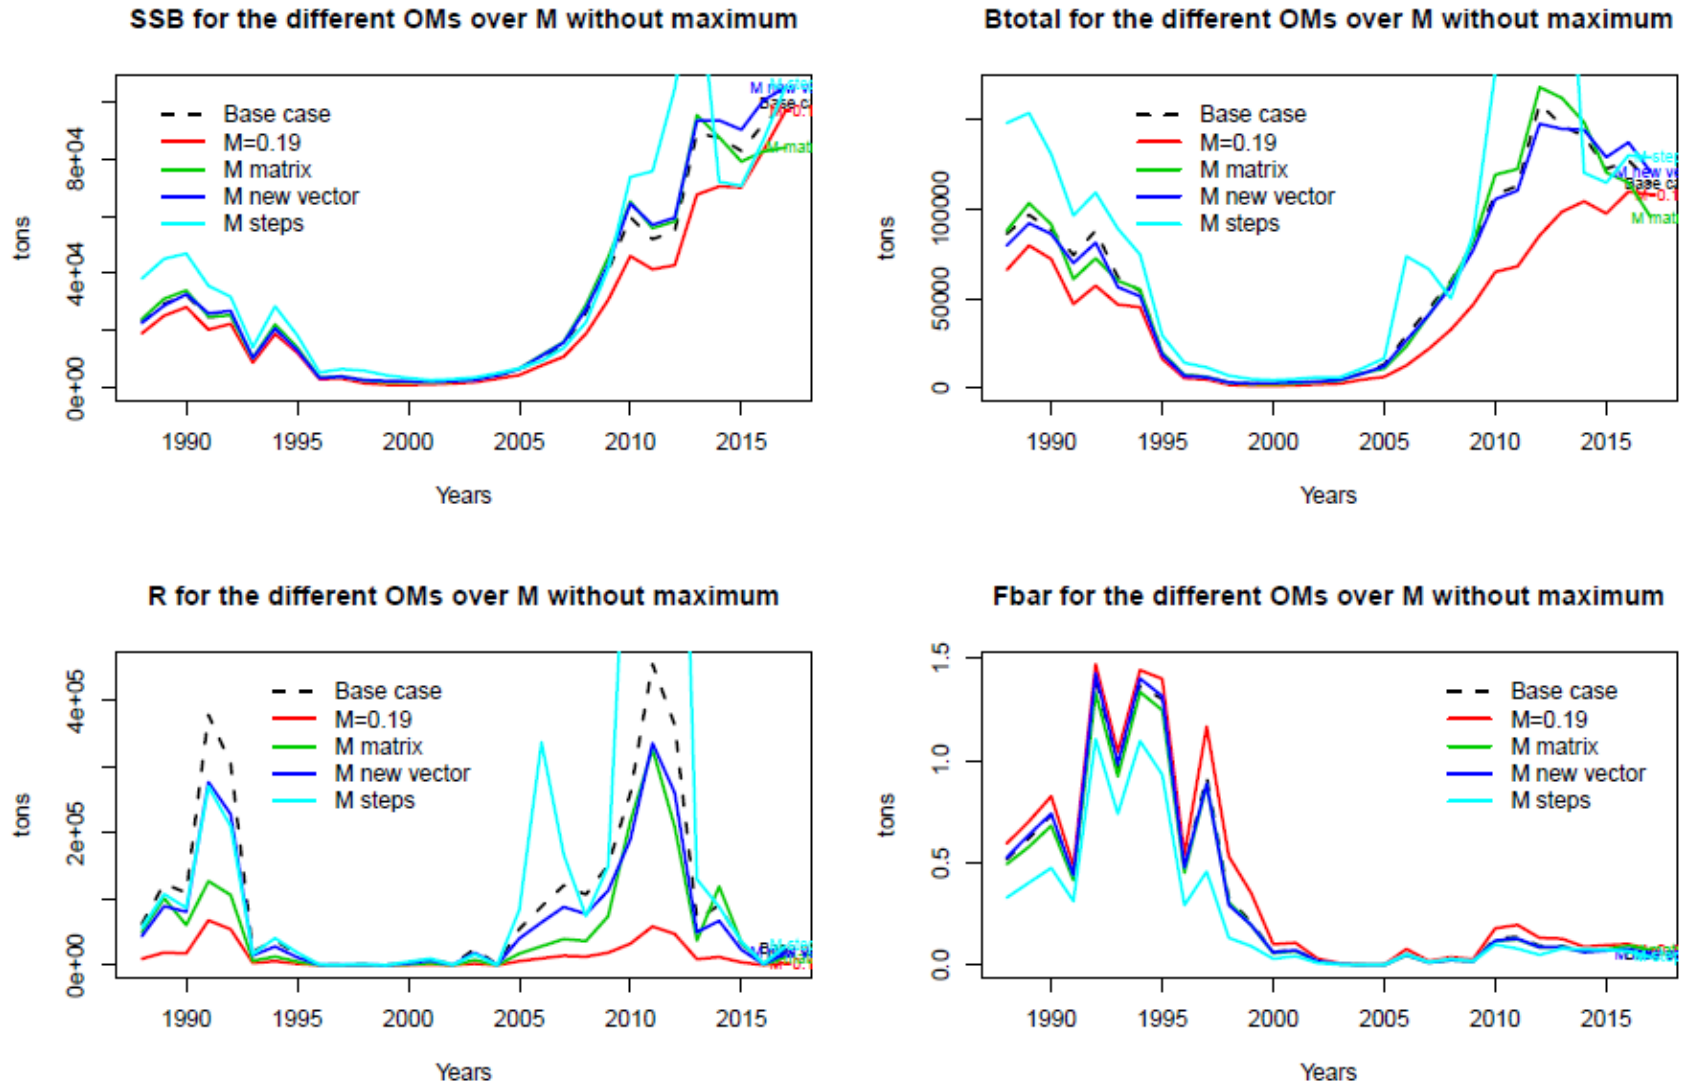 SSB for the different OMs over M without maximum
tons
0e+00
4e+04
8e+04
Base case
M=0.19
M matrix
M new vector
M steps
1990 1995 2000 2005 2010 2015
Years
Btotal for the different OMs over M without maximum
tons
0
50000
100000
Base case
M=0.19
M matrix
M new vector
M steps
M mat
1990 1995 2000 2005 2010 2015
Years
R for the different OMs over M without maximum
tons
0e+00
2e+05
4e+05
Base case
M=0.19
M matrix
M new vector
M steps
1990 1995 2000 2005 2010 2015
Years
Fbar for the different OMs over M without maximum
tons
0.0
0.5
1.0
1.5
Base case
M=0.19
M matrix
M new vector
M steps
1990 1995 2000 2005 2010 2015
Years